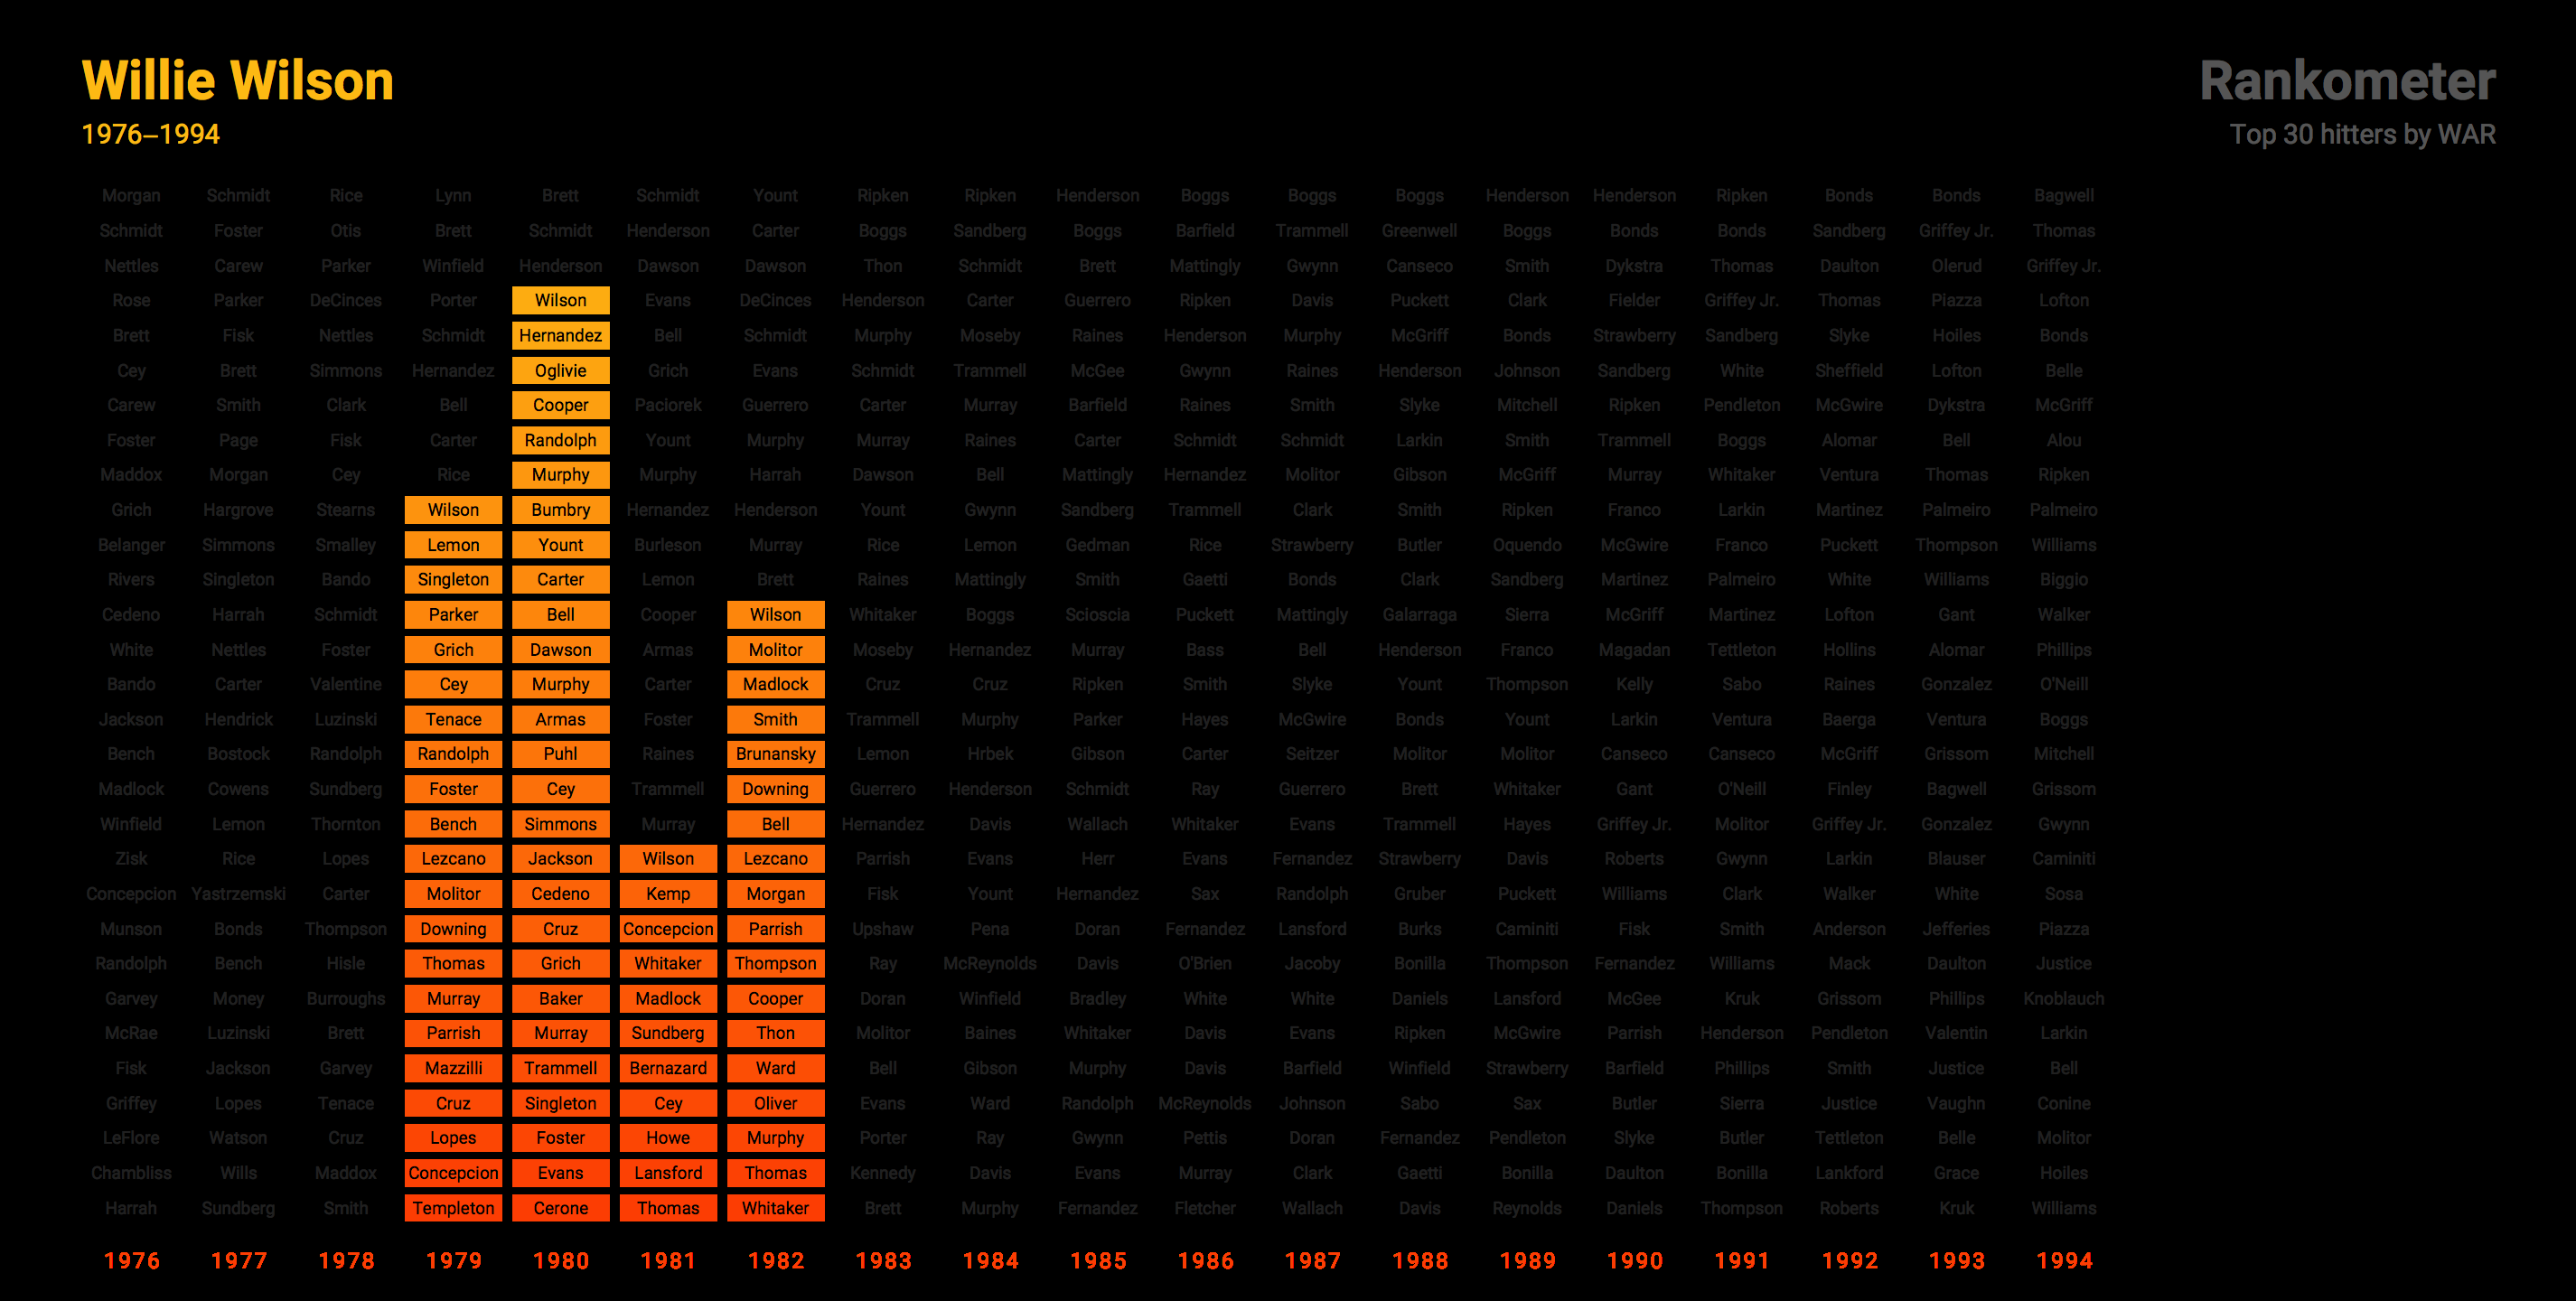 Willie Wilson
1976–1994
Rankometer
Top 30 hitters by WAR
Morgan Schmidt Rice Lynn Brett Schmidt Yount Ripken Ripken Henderson Boggs Boggs Boggs Henderson Henderson Ripken Bonds Bonds Bagwell
Schmidt Foster Otis Brett Schmidt Henderson Carter Boggs Sandberg Boggs Barfield Trammell Greenwell Boggs Bonds Bonds Sandberg Griffey Jr. Thomas
Nettles Carew Parker Winfield Henderson Dawson Dawson Thon Schmidt Brett Mattingly Gwynn Canseco Smith Dykstra Thomas Daulton Olerud Griffey Jr.
Rose Parker DeCinces Porter Wilson Evans DeCinces Henderson Carter Guerrero Ripken Davis Puckett Clark Fielder Griffey Jr. Thomas Piazza Lofton
Brett Fisk Nettles Schmidt Hernandez Bell Schmidt Murphy Moseby Raines Henderson Murphy McGriff Bonds Strawberry Sandberg Slyke Hoiles Bonds
Cey Brett Simmons Hernandez Oglivie Grich Evans Schmidt Trammell McGee Gwynn Raines Henderson Johnson Sandberg White Sheffield Lofton Belle
Carew Smith Clark Bell Cooper Paciorek Guerrero Carter Murray Barfield Raines Smith Slyke Mitchell Ripken Pendleton McGwire Dykstra McGriff
Foster Page Fisk Carter Randolph Yount Murphy Murray Raines Carter Schmidt Schmidt Larkin Smith Trammell Boggs Alomar Bell Alou
Maddox Morgan Cey Rice Murphy Murphy Harrah Dawson Bell Mattingly Hernandez Molitor Gibson McGriff Murray Whitaker Ventura Thomas Ripken
Grich Hargrove Stearns Wilson Bumbry Hernandez Henderson Yount Gwynn Sandberg Trammell Clark Smith Ripken Franco Larkin Martinez Palmeiro Palmeiro
Belanger Simmons Smalley Lemon Yount Burleson Murray Rice Lemon Gedman Rice Strawberry Butler Oquendo McGwire Franco Puckett Thompson Williams
Rivers Singleton Bando Singleton Carter Lemon Brett Raines Mattingly Smith Gaetti Bonds Clark Sandberg Martinez Palmeiro White Williams Biggio
Cedeno Harrah Schmidt Parker Bell Cooper Wilson Whitaker Boggs Scioscia Puckett Mattingly Galarraga Sierra McGriff Martinez Lofton Gant Walker
White Nettles Foster Grich Dawson Armas Molitor Moseby Hernandez Murray Bass Bell Henderson Franco Magadan Tettleton Hollins Alomar Phillips
Bando Carter Valentine Cey Murphy Carter Madlock Cruz Cruz Ripken Smith Slyke Yount Thompson Kelly Sabo Raines Gonzalez O'Neill
Jackson Hendrick Luzinski Tenace Armas Foster Smith Trammell Murphy Parker Hayes McGwire Bonds Yount Larkin Ventura Baerga Ventura Boggs
Bench Bostock Randolph Randolph Puhl Raines Brunansky Lemon Hrbek Gibson Carter Seitzer Molitor Molitor Canseco Canseco McGriff Grissom Mitchell
Madlock Cowens Sundberg Foster Cey Trammell Downing Guerrero Henderson Schmidt Ray Guerrero Brett Whitaker Gant O'Neill Finley Bagwell Grissom
Winfield Lemon Thornton Bench Simmons Murray Bell Hernandez Davis Wallach Whitaker Evans Trammell Hayes Griffey Jr. Molitor Griffey Jr. Gonzalez Gwynn
Zisk Rice Lopes Lezcano Jackson Wilson Lezcano Parrish Evans Herr Evans Fernandez Strawberry Davis Roberts Gwynn Larkin Blauser Caminiti
Concepcion Yastrzemski Carter Molitor Cedeno Kemp Morgan Fisk Yount Hernandez Sax Randolph Gruber Puckett Williams Clark Walker White Sosa
Munson Bonds Thompson Downing Cruz Concepcion Parrish Upshaw Pena Doran Fernandez Lansford Burks Caminiti Fisk Smith Anderson Jefferies Piazza
Randolph Bench Hisle Thomas Grich Whitaker Thompson Ray McReynolds Davis O'Brien Jacoby Bonilla Thompson Fernandez Williams Mack Daulton Justice
Garvey Money Burroughs Murray Baker Madlock Cooper Doran Winfield Bradley White White Daniels Lansford McGee Kruk Grissom Phillips Knoblauch
McRae Luzinski Brett Parrish Murray Sundberg Thon Molitor Baines Whitaker Davis Evans Ripken McGwire Parrish Henderson Pendleton Valentin Larkin
Fisk Jackson Garvey Mazzilli Trammell Bernazard Ward Bell Gibson Murphy Davis Barfield Winfield Strawberry Barfield Phillips Smith Justice Bell
Griffey Lopes Tenace Cruz Singleton Cey Oliver Evans Ward Randolph McReynolds Johnson Sabo Sax Butler Sierra Justice Vaughn Conine
LeFlore Watson Cruz Lopes Foster Howe Murphy Porter Ray Gwynn Pettis Doran Fernandez Pendleton Slyke Butler Tettleton Belle Molitor
Chambliss Wills Maddox Concepcion Evans Lansford Thomas Kennedy Davis Evans Murray Clark Gaetti Bonilla Daulton Bonilla Lankford Grace Hoiles
Harrah Sundberg Smith Templeton Cerone Thomas Whitaker Brett Murphy Fernandez Fletcher Wallach Davis Reynolds Daniels Thompson Roberts Kruk Williams
1976 1977 1978 1979 1980 1981 1982 1983 1984 1985 1986 1987 1988 1989 1990 1991 1992 1993 1994